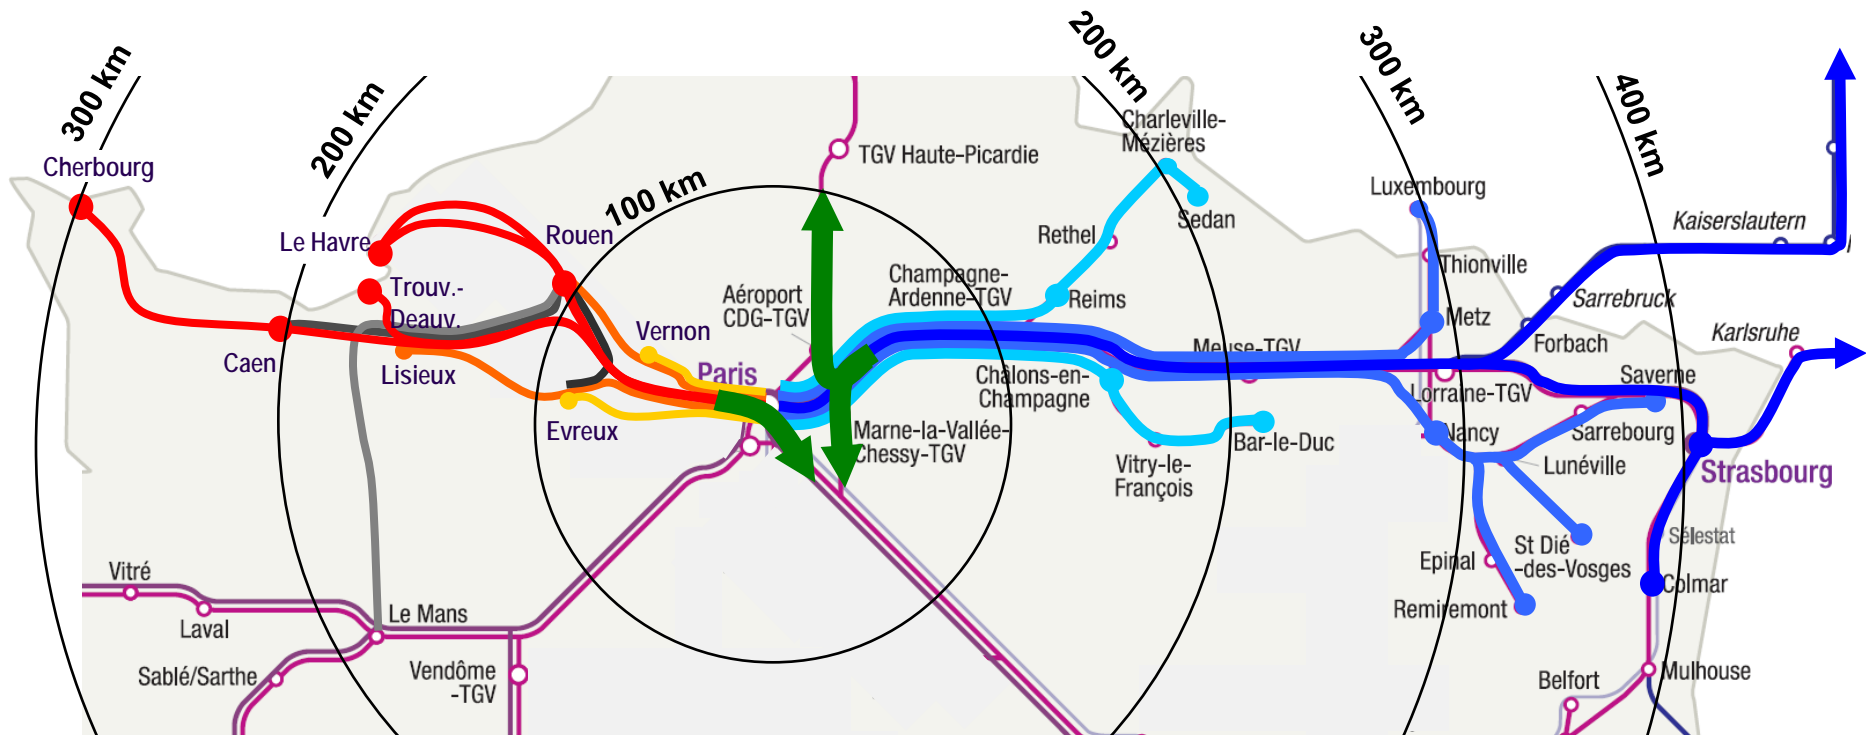 300 km
200 km
100 km
200 km
300 km
400 km
Cherbourg
Le Havre
Rouen
Trouv.-
Deauv.
Caen
Lisieux
Vernon
Evreux
Paris
TGV Haute-Picardie
Aéroport
CDG-TGV
Champagne-
Ardenne-TGV
Charleville-
Mézières
Sedan
Rethel
Reims
Châlons-en-
Champagne
Marne-la-Vallée-
Chessy-TGV
Vitry-le-
François
Bar-le-Duc
Meuse-TGV
Luxembourg
Thionville
Metz
Lorraine-TGV
Nancy
Forbach
Sarrebruck
Kaiserslautern
Karlsruhe
Saverne
Sarrebourg
Lunéville
Strasbourg
St Dié
-des-Vosges
Epinal
Remiremont
Sélestat
Colmar
Mulhouse
Belfort
Vitré
Laval
Le Mans
Sablé/Sarthe
Vendôme
-TGV